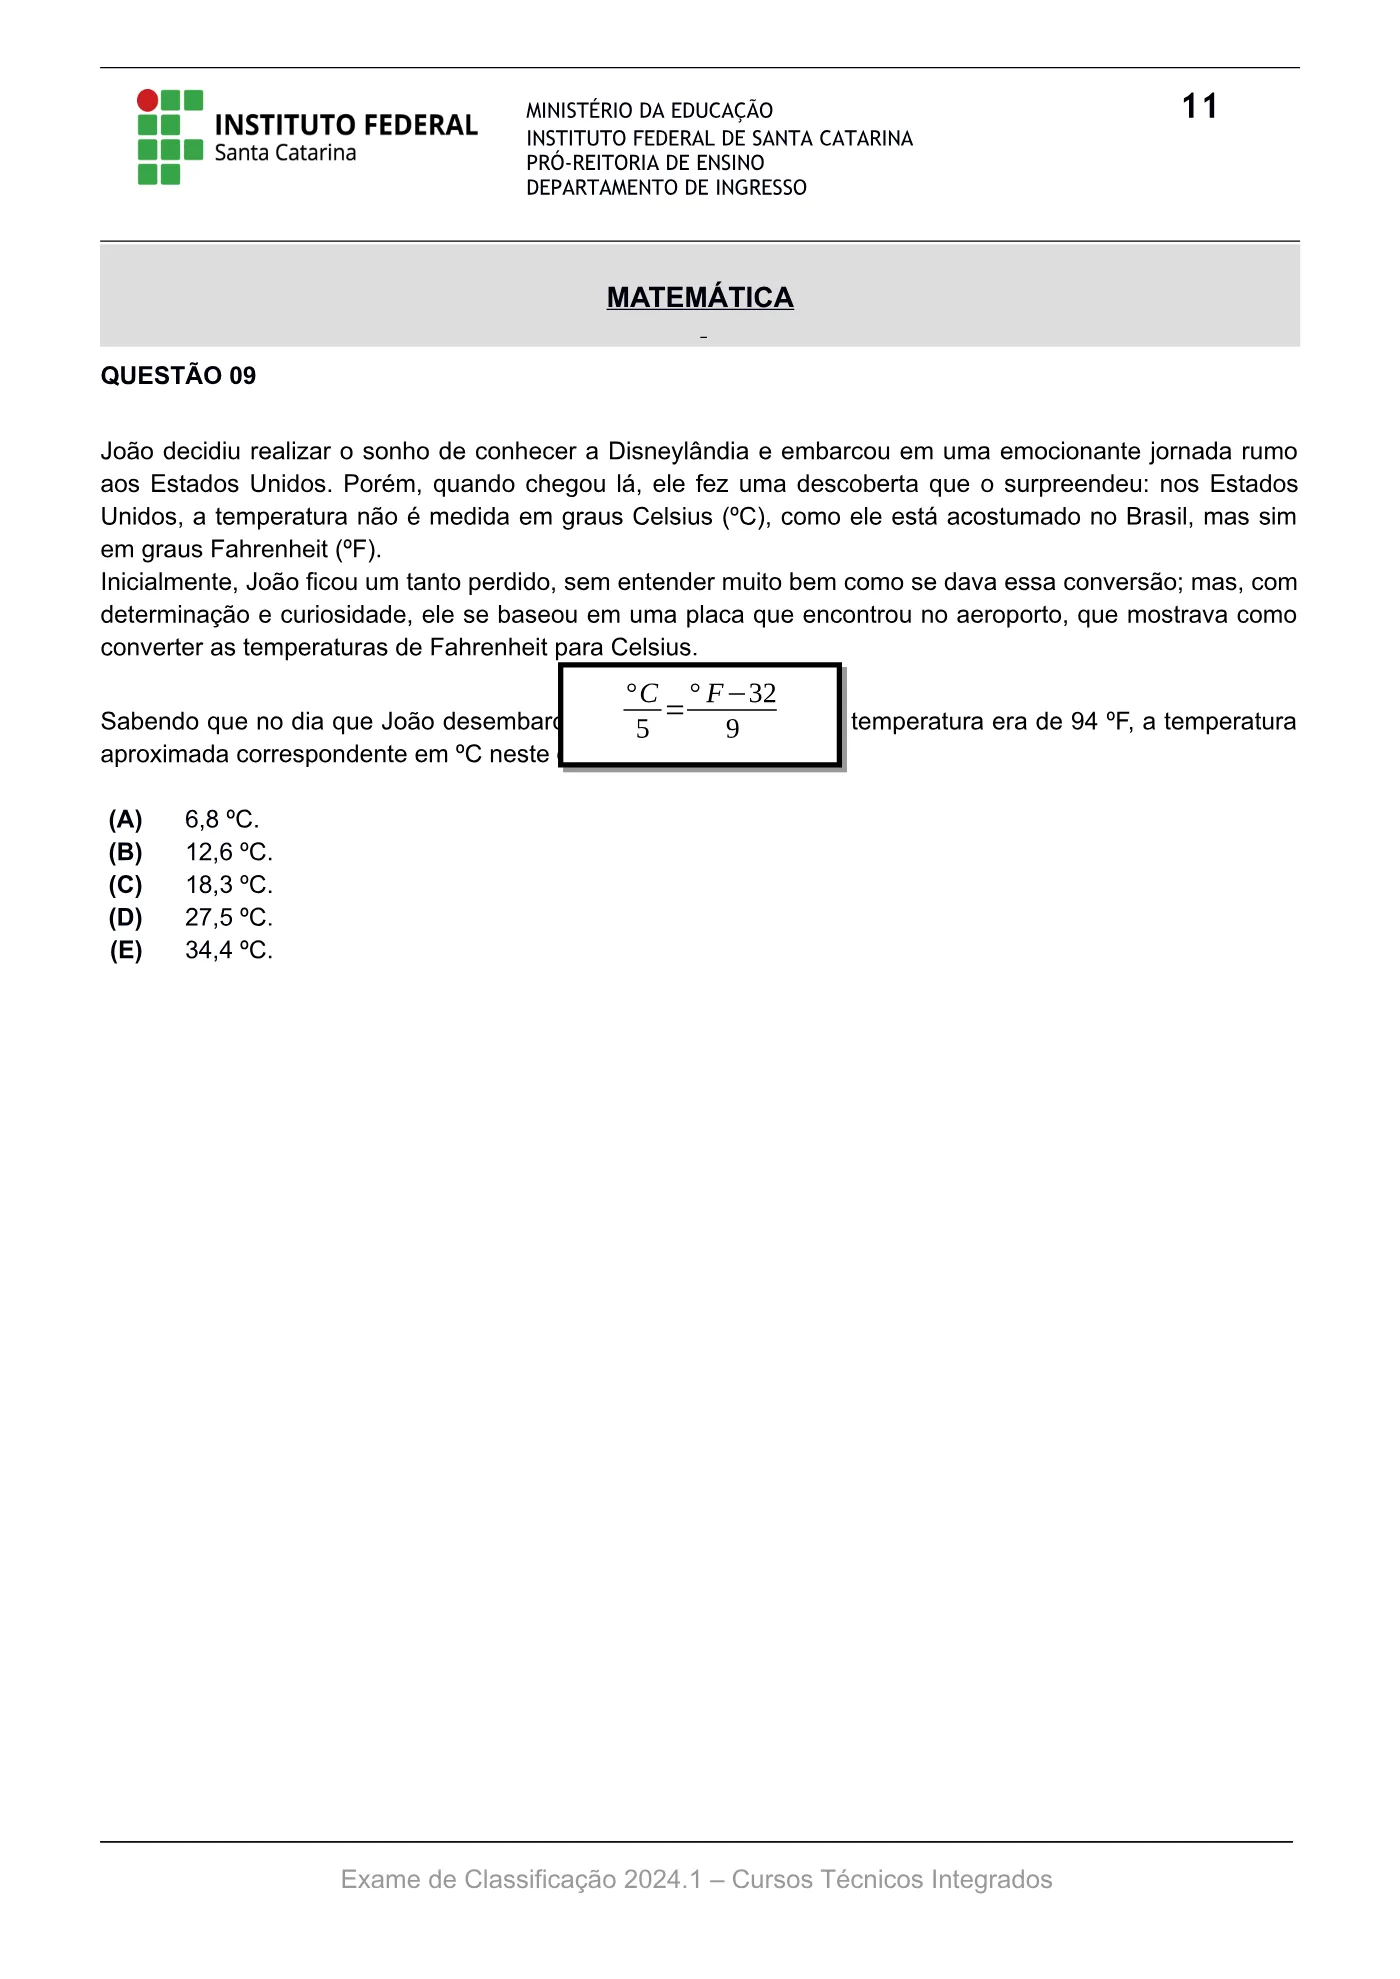 INSTITUTO FEDERAL
Santa Catarina
MINISTÉRIO DA EDUCAÇÃO
INSTITUTO FEDERAL DE SANTA CATARINA
PRÓ-REITORIA DE ENSINO
DEPARTAMENTO DE INGRESSO
11
MATEMÁTICA
QUESTÃO 09
João decidiu realizar o sonho de conhecer a Disneylândia e embarcou em uma emocionante jornada rumo
aos Estados Unidos. Porém, quando chegou lá, ele fez uma descoberta que o surpreendeu: nos Estados
Unidos, a temperatura não é medida em graus Celsius (ºC), como ele está acostumado no Brasil, mas sim
em graus Fahrenheit (ºF).
Inicialmente, João ficou um tanto perdido, sem entender muito bem como se dava essa conversão; mas, com
determinação e curiosidade, ele se baseou em uma placa que encontrou no aeroporto, que mostrava como
converter as temperaturas de Fahrenheit para Celsius.
°C/5 = °F−32/9
Sabendo que no dia que João temperatura era de 94 ºF, a temperatura
aproximada correspondente em ºC neste
(A) 6,8 ºC.
(B) 12,6 ºC.
(C) 18,3 ºC.
(D) 27,5 ºC.
(E) 34,4 ºC.
Exame de Classificação 2024.1 – Cursos Técnicos Integrados